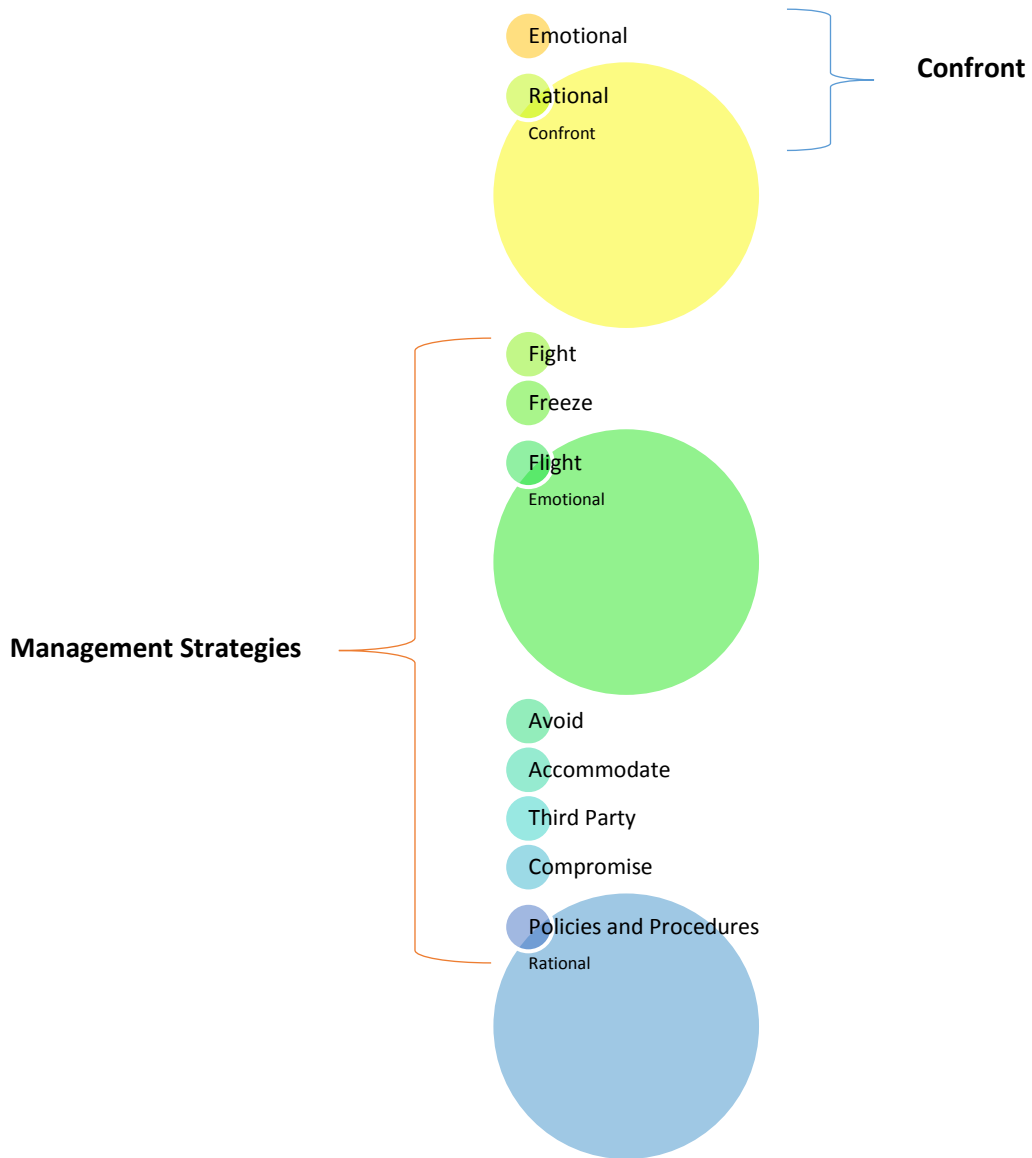 Emotional
Confront
Rational
Confront
Fight
Freeze
Flight
Emotional
Management Strategies
Avoid
Accommodate
Third Party
Compromise
Policies and Procedures
Rational